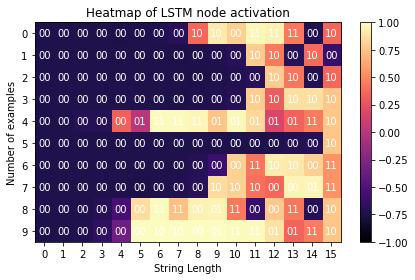 Heatmap of LSTM node activation
0 00 00 00 00 00 00 00 00 10 10 00 11 11 11 00 10 1.00
1 00 00 00 00 00 00 00 00 00 00 00 10 10 00 10 00 0.75
2 00 00 00 00 00 00 00 00 00 00 00 00 10 10 00 10 0.50
3 00 00 00 00 00 00 00 00 00 00 00 10 10 10 10 10 0.25
4 00 00 00 00 00 01 11 11 11 01 01 01 01 11 10 0.00
5 00 00 00 00 00 00 00 00 00 00 00 00 00 00 00 10 −0.25
6 00 00 00 00 00 00 00 00 00 00 00 11 10 10 00 11 −0.50
7 00 00 00 00 00 00 00 00 00 10 10 10 00 00 01 11
8 00 00 00 00 00 00 01 11 00 01 11 00 00 11 00 10 −0.75
9 00 00 00 00 00 00 10 10 11 01 11 10 −1.00
0 1 2 3 4 5 6 7 8 9 10 11 12 13 14 15
String Length
Number of examples